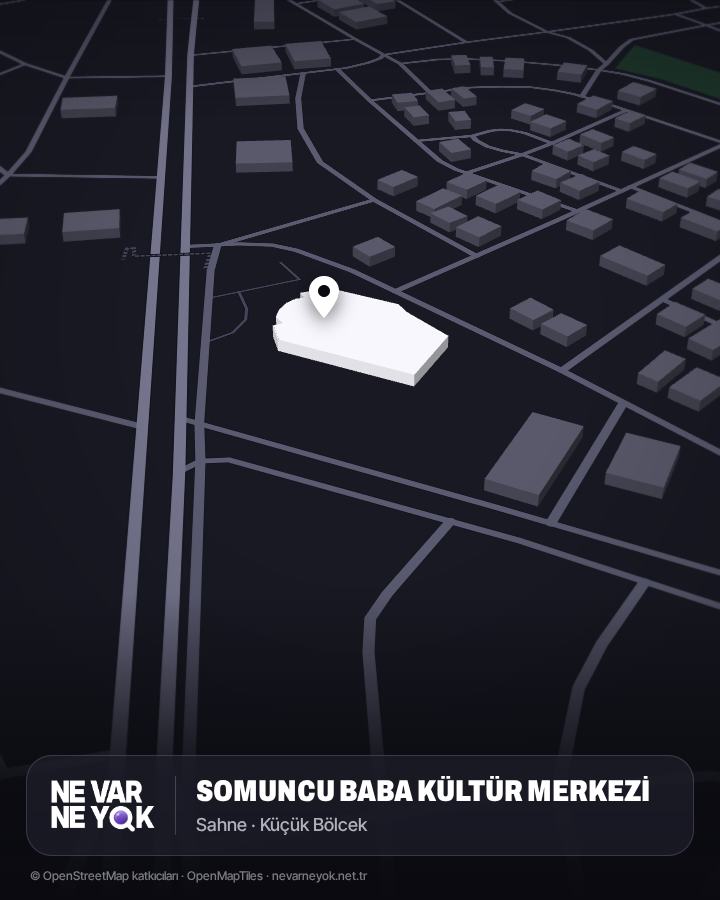 NE VAR
NE YOK
SOMUNCU BABA KÜLTÜR MERKEZİ
Sahne · Küçük Bölcek
© OpenStreetMap katkıcıları · OpenMapTiles · nevarneyok.net.tr